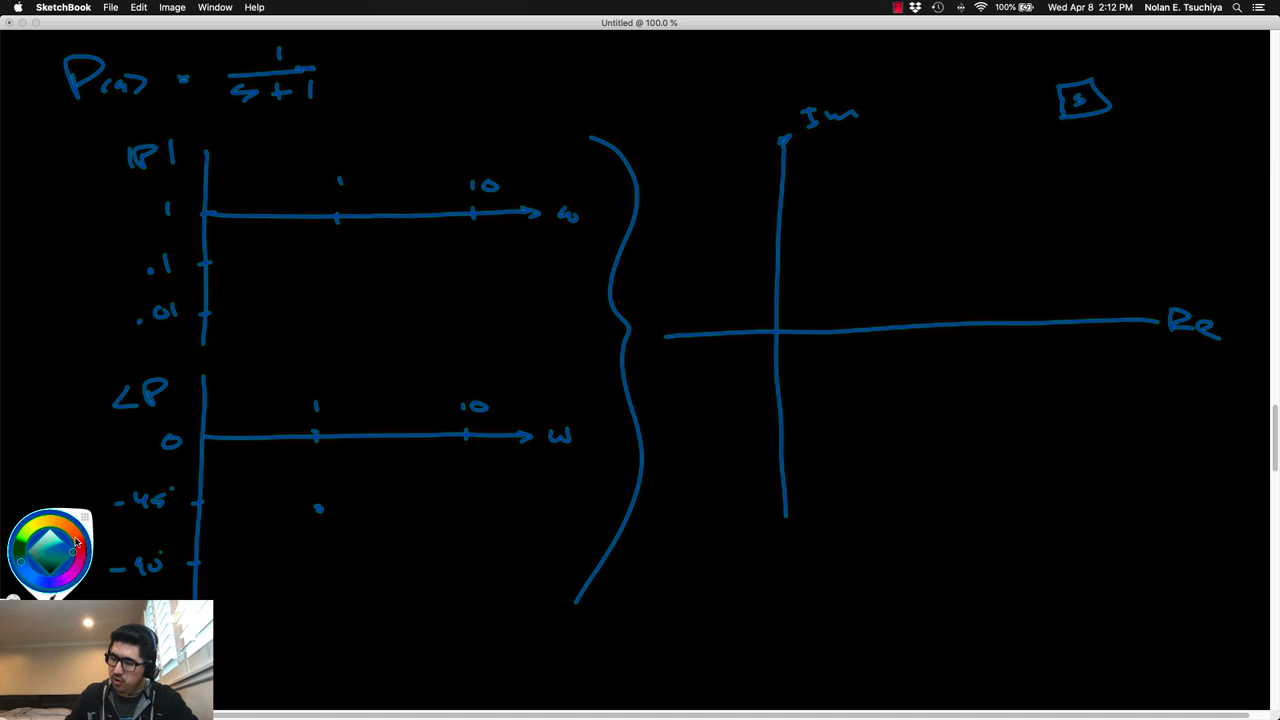 SketchBook File Edit Image Window Help 100% Wed Apr 8 2:12 PM Nolan E. Tsuchiya
Untitled @ 100.0 %
P(s) = 1
s + 1
|P|
1 10
1 ω
.1
.01
∠P
1 10
0 ω
-45°
-90°
Im
s
Re